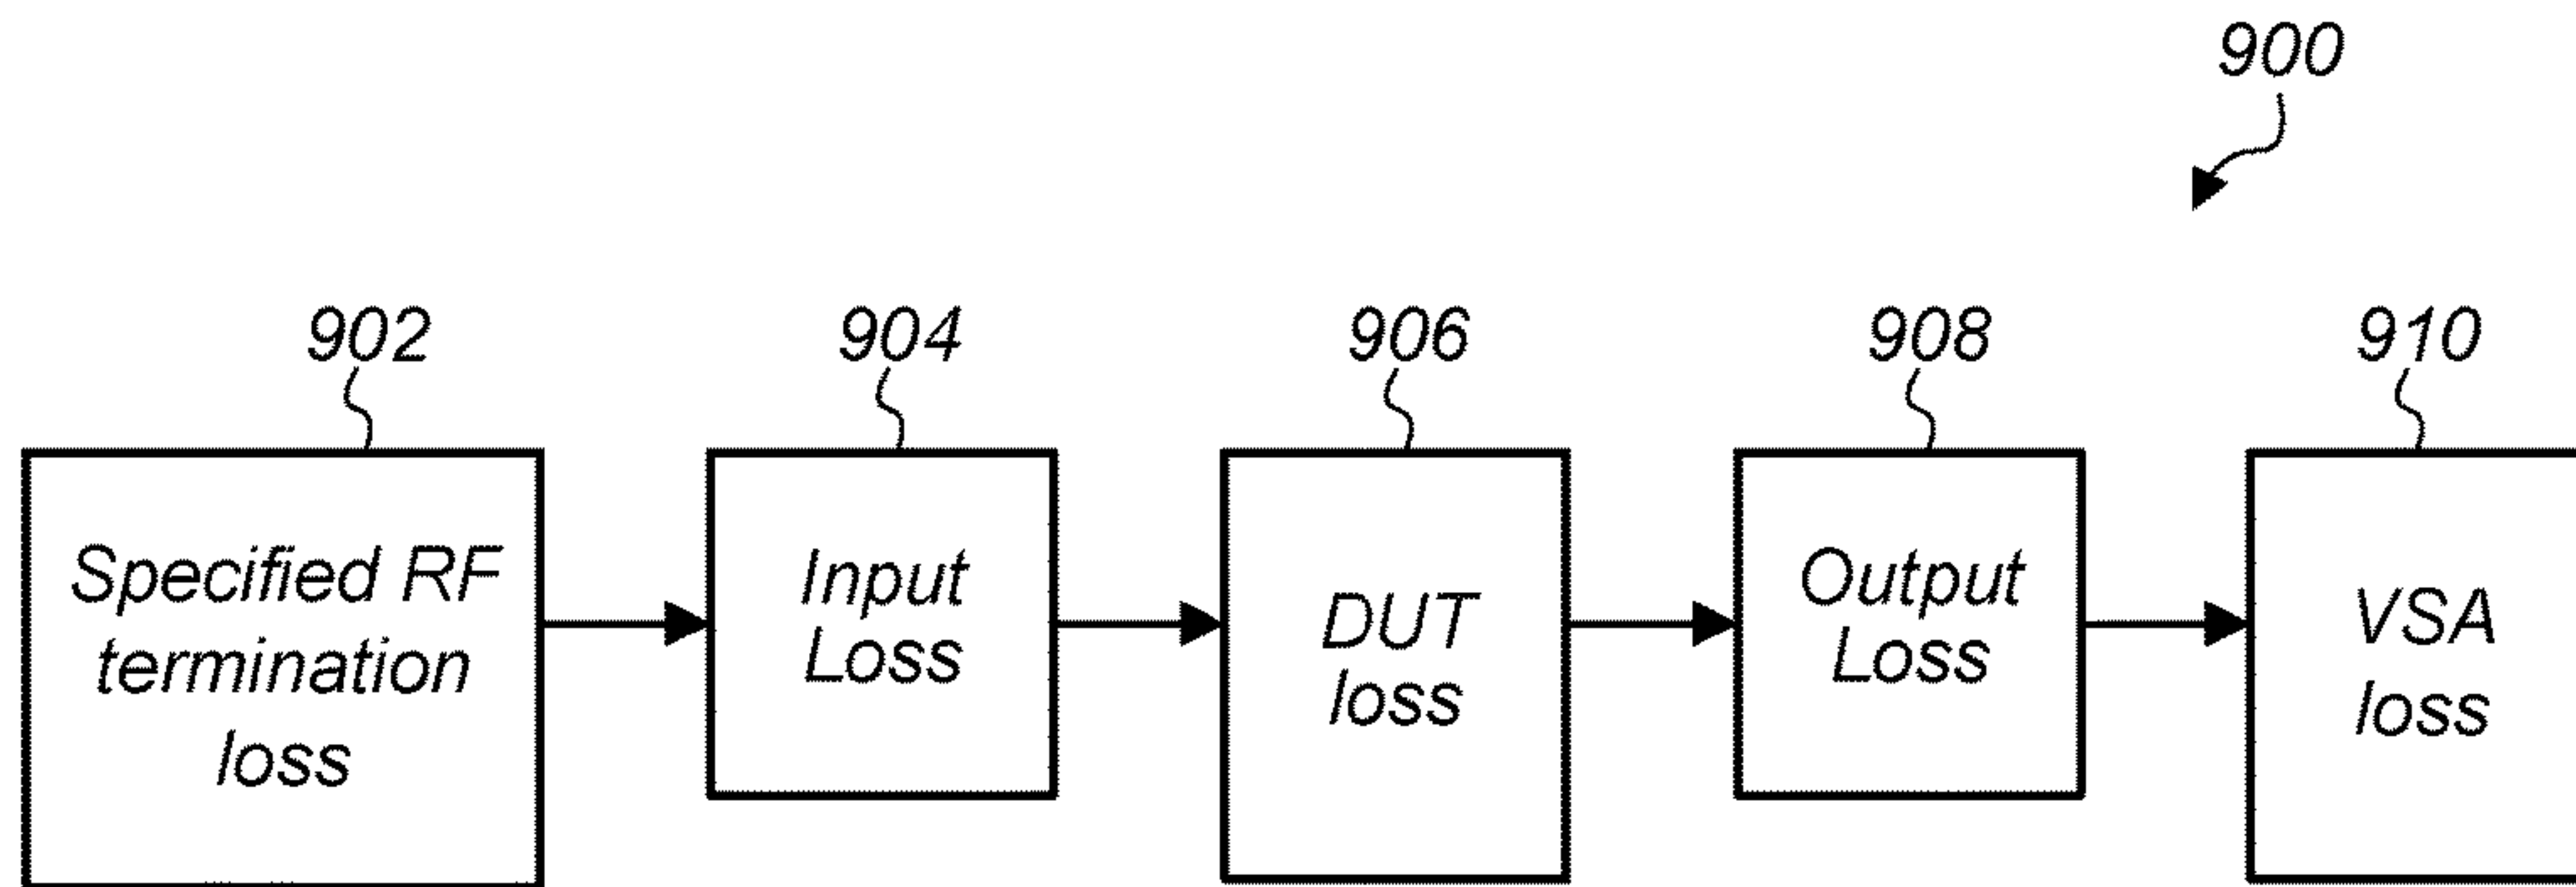 900
902
904
906
908
910
Specified RF
termination
loss
Input
Loss
DUT
loss
Output
Loss
VSA
loss